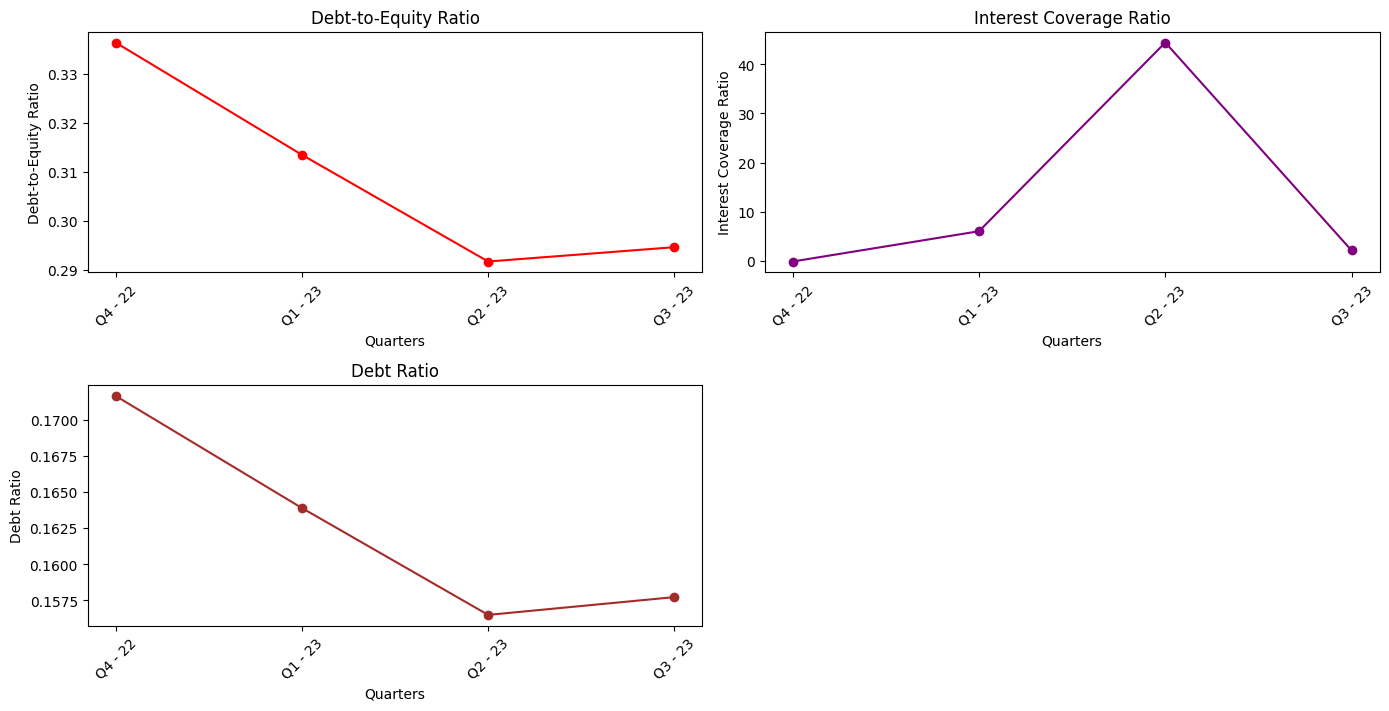 Debt-to-Equity Ratio
Debt-to-Equity Ratio
0.33
0.32
0.31
0.30
0.29
Q4 - 22
Q1 - 23
Q2 - 23
Q3 - 23
Quarters
Interest Coverage Ratio
Interest Coverage Ratio
40
30
20
10
0
Q4 - 22
Q1 - 23
Q2 - 23
Q3 - 23
Quarters
Debt Ratio
Debt Ratio
0.1700
0.1675
0.1650
0.1625
0.1600
0.1575
Q4 - 22
Q1 - 23
Q2 - 23
Q3 - 23
Quarters